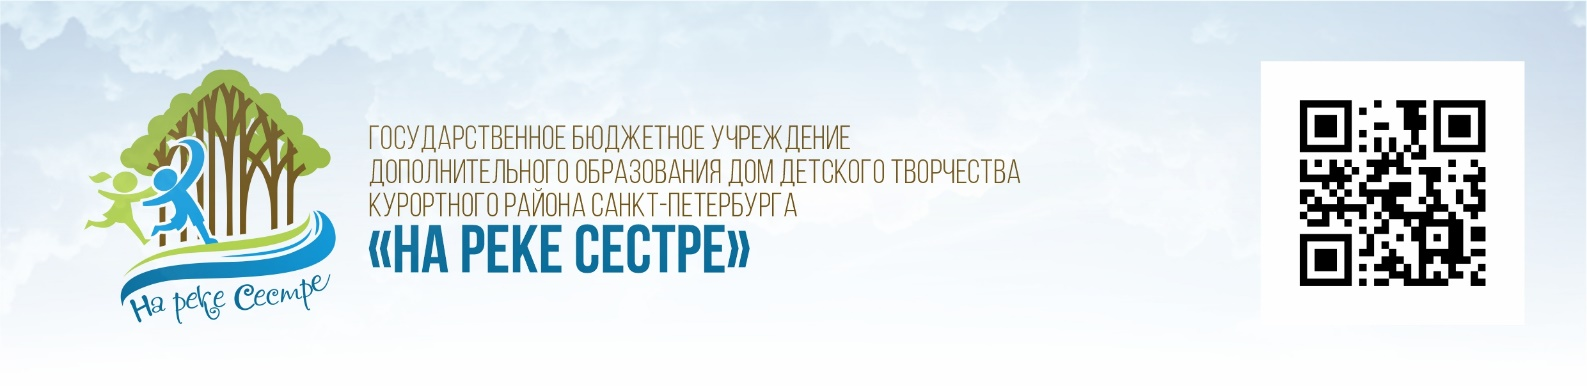 ГОСУДАРСТВЕННОЕ БЮДЖЕТНОЕ УЧРЕЖДЕНИЕ
ДОПОЛНИТЕЛЬНОГО ОБРАЗОВАНИЯ ДОМ ДЕТСКОГО ТВОРЧЕСТВА
КУРОРТНОГО РАЙОНА САНКТ-ПЕТЕРБУРГА
«НА РЕКЕ СЕСТРЕ»
На реке Сестре